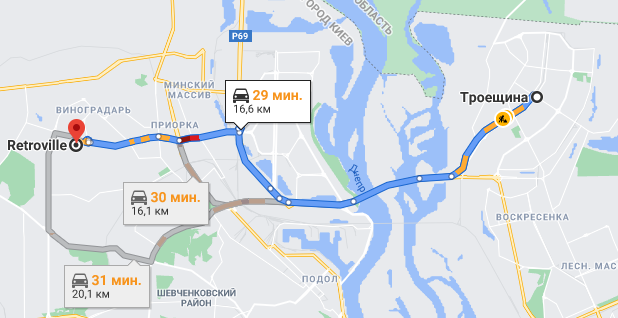 ГОРОД КИЕВ
ОБЛАСТЬ
Р69
МИНСКИЙ
МАССИВ
29 мин.
16,6 км
Троещина
ВИНОГРАДАРЬ
ПРИОРКА
Retroville
Днепр
30 мин.
16,1 км
ВОСКРЕСЕНКА
31 мин.
20,1 км
ПОДОЛ
ШЕВЧЕНКОВСКИЙ
РАЙОН
ЛЕСН. МАС